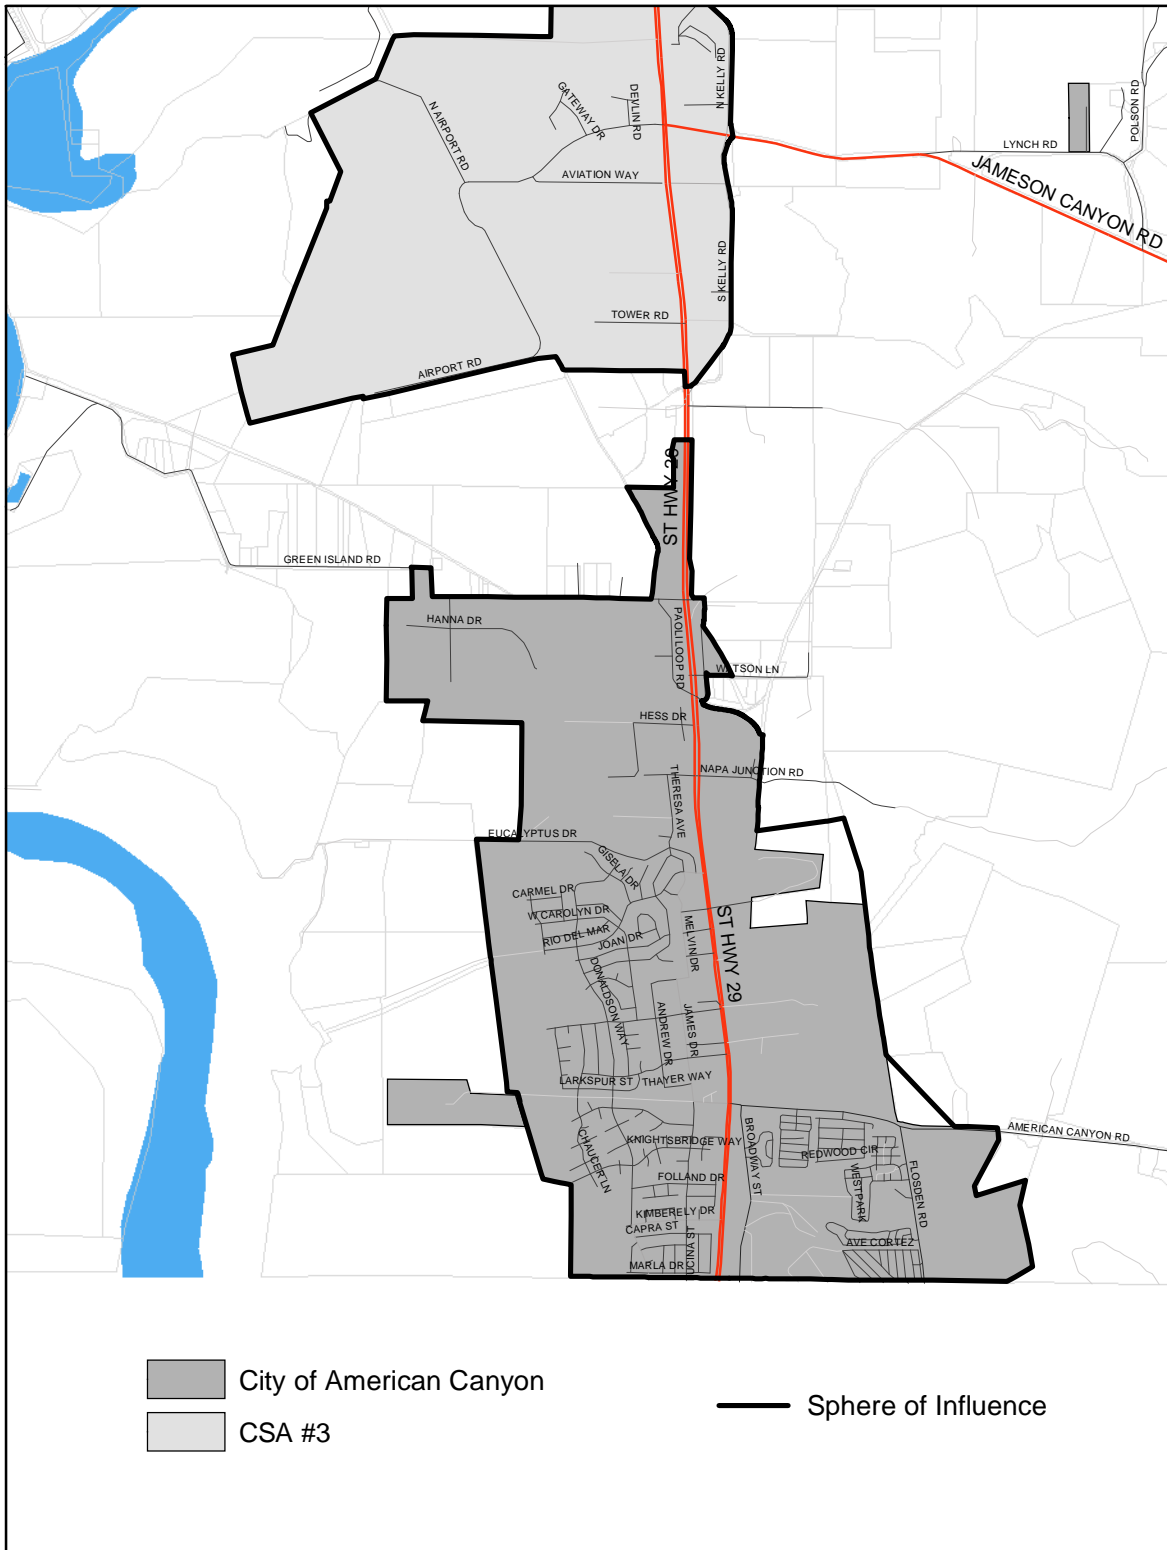 N KELLY RD
POLSON RD
GATEWAY DR
DEVLIN RD
N AIRPORT RD
LYNCH RD
JAMESON CANYON RD
AVIATION WAY
S KELLY RD
TOWER RD
AIRPORT RD
ST HWY 29
GREEN ISLAND RD
HANNA DR
PAOLI LOOP RD
WATSON LN
HESS DR
NAPA JUNCTION RD
THERESA AVE
EUCALYPTUS DR
GISELA DR
CARMEL DR
W CAROLYN DR
RIO DEL MAR
JOAN DR
MELVIN DR
ST HWY 29
DONALDSON WAY
ANDREW DR
JAMES DR
LARKSPUR ST
THAYER WAY
AMERICAN CANYON RD
BROADWAY ST
KNIGHTSBRIDGE WAY
CHAUCER LN
REDWOOD CIR
FOLLAND DR
WESTPARK
FLOSDEN RD
KIMBERELY DR
CAPRA ST
AVE CORTEZ
UCINA ST
MARLA DR
City of American Canyon
Sphere of Influence
CSA #3